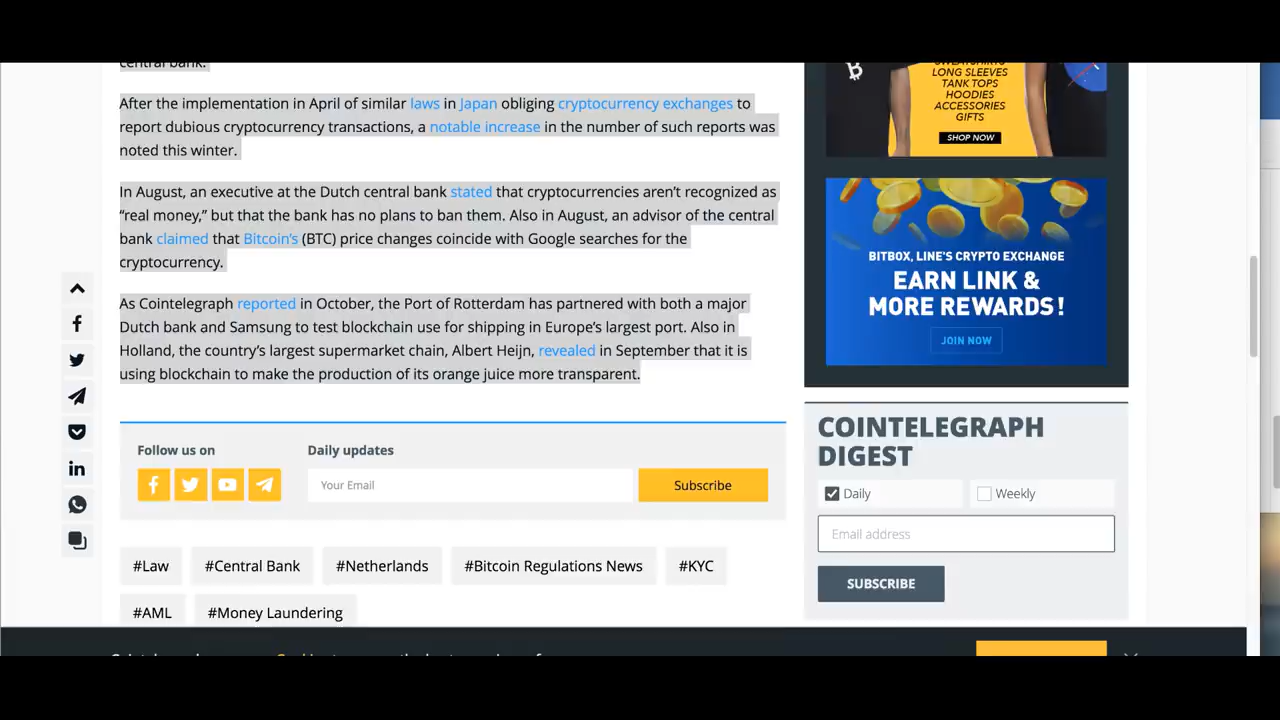 central bank.
After the implementation in April of similar laws in Japan obliging cryptocurrency exchanges to
report dubious cryptocurrency transactions, a notable increase in the number of such reports was
noted this winter.
In August, an executive at the Dutch central bank stated that cryptocurrencies aren’t recognized as
“real money,” but that the bank has no plans to ban them. Also in August, an advisor of the central
bank claimed that Bitcoin’s (BTC) price changes coincide with Google searches for the
cryptocurrency.
As Cointelegraph reported in October, the Port of Rotterdam has partnered with both a major
Dutch bank and Samsung to test blockchain use for shipping in Europe’s largest port. Also in
Holland, the country’s largest supermarket chain, Albert Heijn, revealed in September that it is
using blockchain to make the production of its orange juice more transparent.
Follow us on
Daily updates
Your Email
Subscribe
#Law
#Central Bank
#Netherlands
#Bitcoin Regulations News
#KYC
#AML
#Money Laundering
SWEATSHIRTS
LONG SLEEVES
TANK TOPS
HOODIES
ACCESSORIES
GIFTS
SHOP NOW
BITBOX, LINE'S CRYPTO EXCHANGE
EARN LINK &
MORE REWARDS!
JOIN NOW
COINTELEGRAPH
DIGEST
Daily
Weekly
Email address
SUBSCRIBE